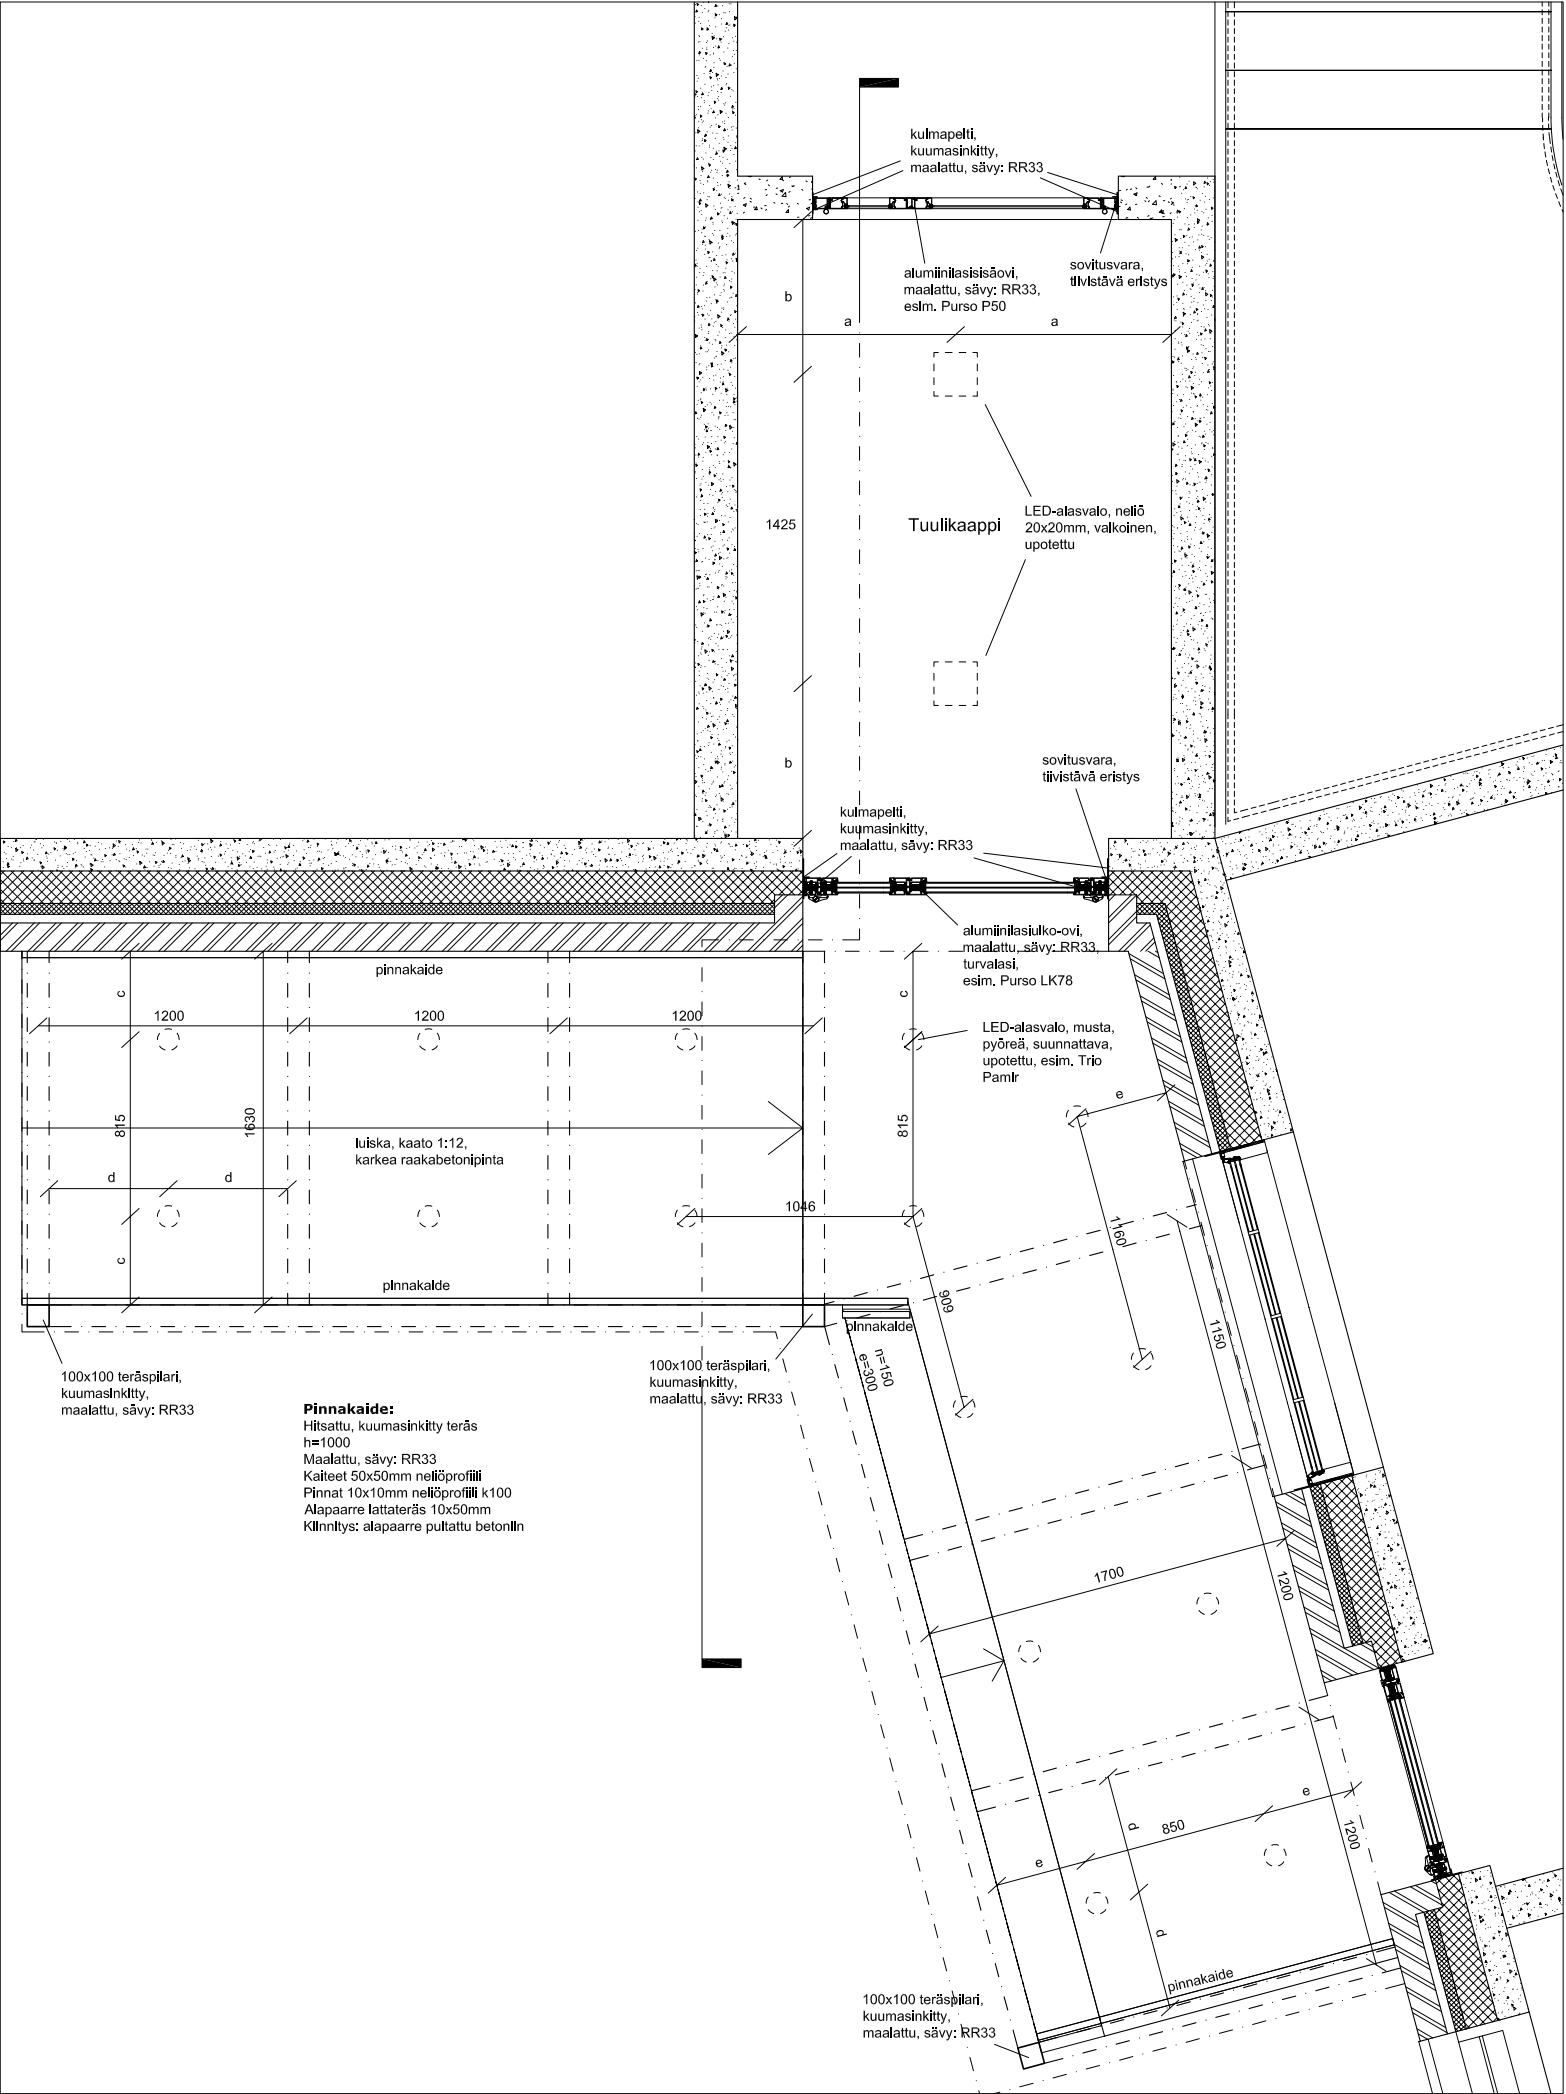 kulmapelti,
kuumasinkitty,
maalattu, sävy: RR33
alumiinilasisisäovi,
maalattu, sävy: RR33,
esim. Purso P50
sovitusvara,
tiivistävä eristys
b
a
a
1425
Tuulikaappi
LED-alasvalo, neliö
20x20mm, valkoinen,
upotettu
b
sovitusvara,
tiivistävä eristys
kulmapelti,
kuumasinkitty,
maalattu, sävy: RR33
alumiinilasiulko-ovi,
maalattu, sävy: RR33,
turvalasi,
esim. Purso LK78
pinnakaide
c
c
1200
1200
1200
LED-alasvalo, musta,
pyöreä, suunnattava,
upotettu, esim. Trio
Pamir
e
815
1630
815
luiska, kaato 1:12,
karkea raakabetonipinta
d
d
1046
1160
c
pinnakaide
909
pinnakaide
1150
n=150
e=300
100x100 teräspilari,
kuumasinkitty,
maalattu, sävy: RR33
100x100 teräspilari,
kuumasinkitty,
maalattu, sävy: RR33
Pinnakaide:
Hitsattu, kuumasinkitty teräs
h=1000
Maalattu, sävy: RR33
Kaiteet 50x50mm neliöprofiili
Pinnat 10x10mm neliöprofiili k100
Alapaarre lattateräs 10x50mm
Kiinnitys: alapaarre pultattu betoniin
1700
1200
e
d
850
1200
e
d
pinnakaide
100x100 teräspilari,
kuumasinkitty,
maalattu, sävy: RR33